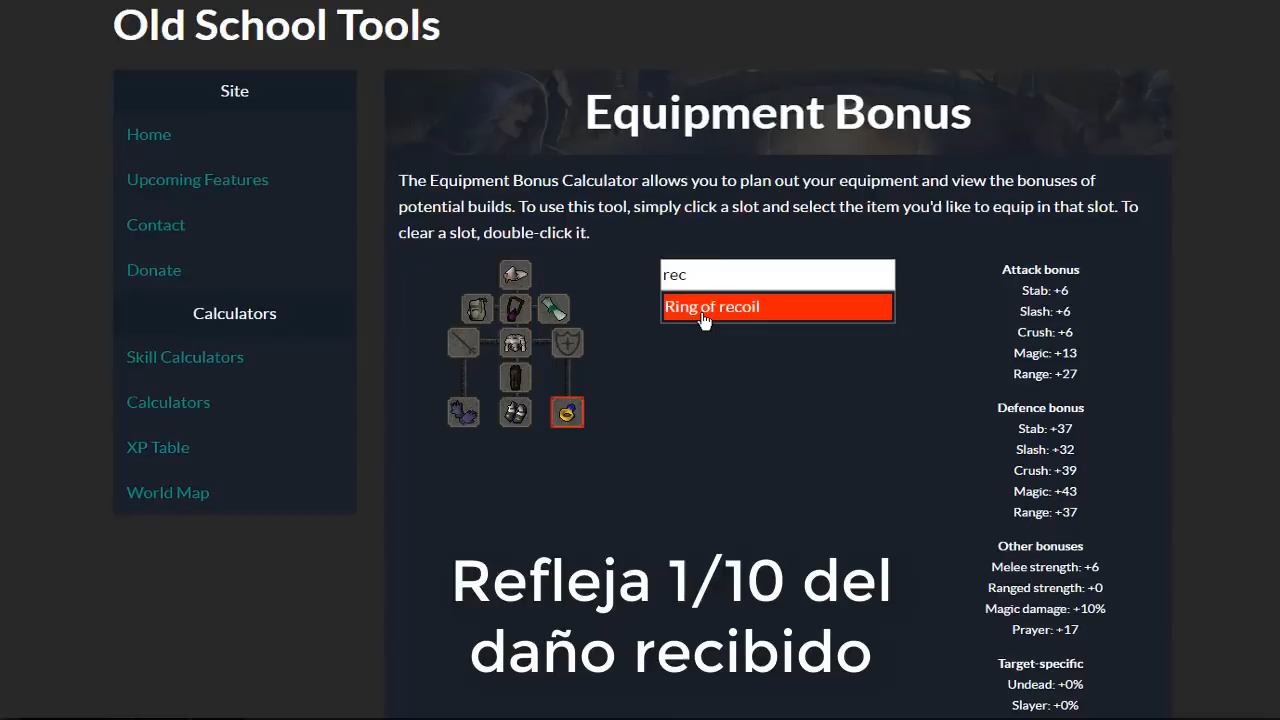 Old School Tools
Site
Home
Upcoming Features
Contact
Donate
Calculators
Skill Calculators
Calculators
XP Table
World Map
Equipment Bonus
The Equipment Bonus Calculator allows you to plan out your equipment and view the bonuses of
potential builds. To use this tool, simply click a slot and select the item you'd like to equip in that slot. To
clear a slot, double-click it.
rec
Ring of recoil
Attack bonus
Stab: +6
Slash: +6
Crush: +6
Magic: +13
Range: +27
Defence bonus
Stab: +37
Slash: +32
Crush: +39
Magic: +43
Range: +37
Other bonuses
Melee strength: +6
Ranged strength: +0
Magic damage: +10%
Prayer: +17
Target-specific
Undead: +0%
Slayer: +0%
Refleja 1/10 del
daño recibido